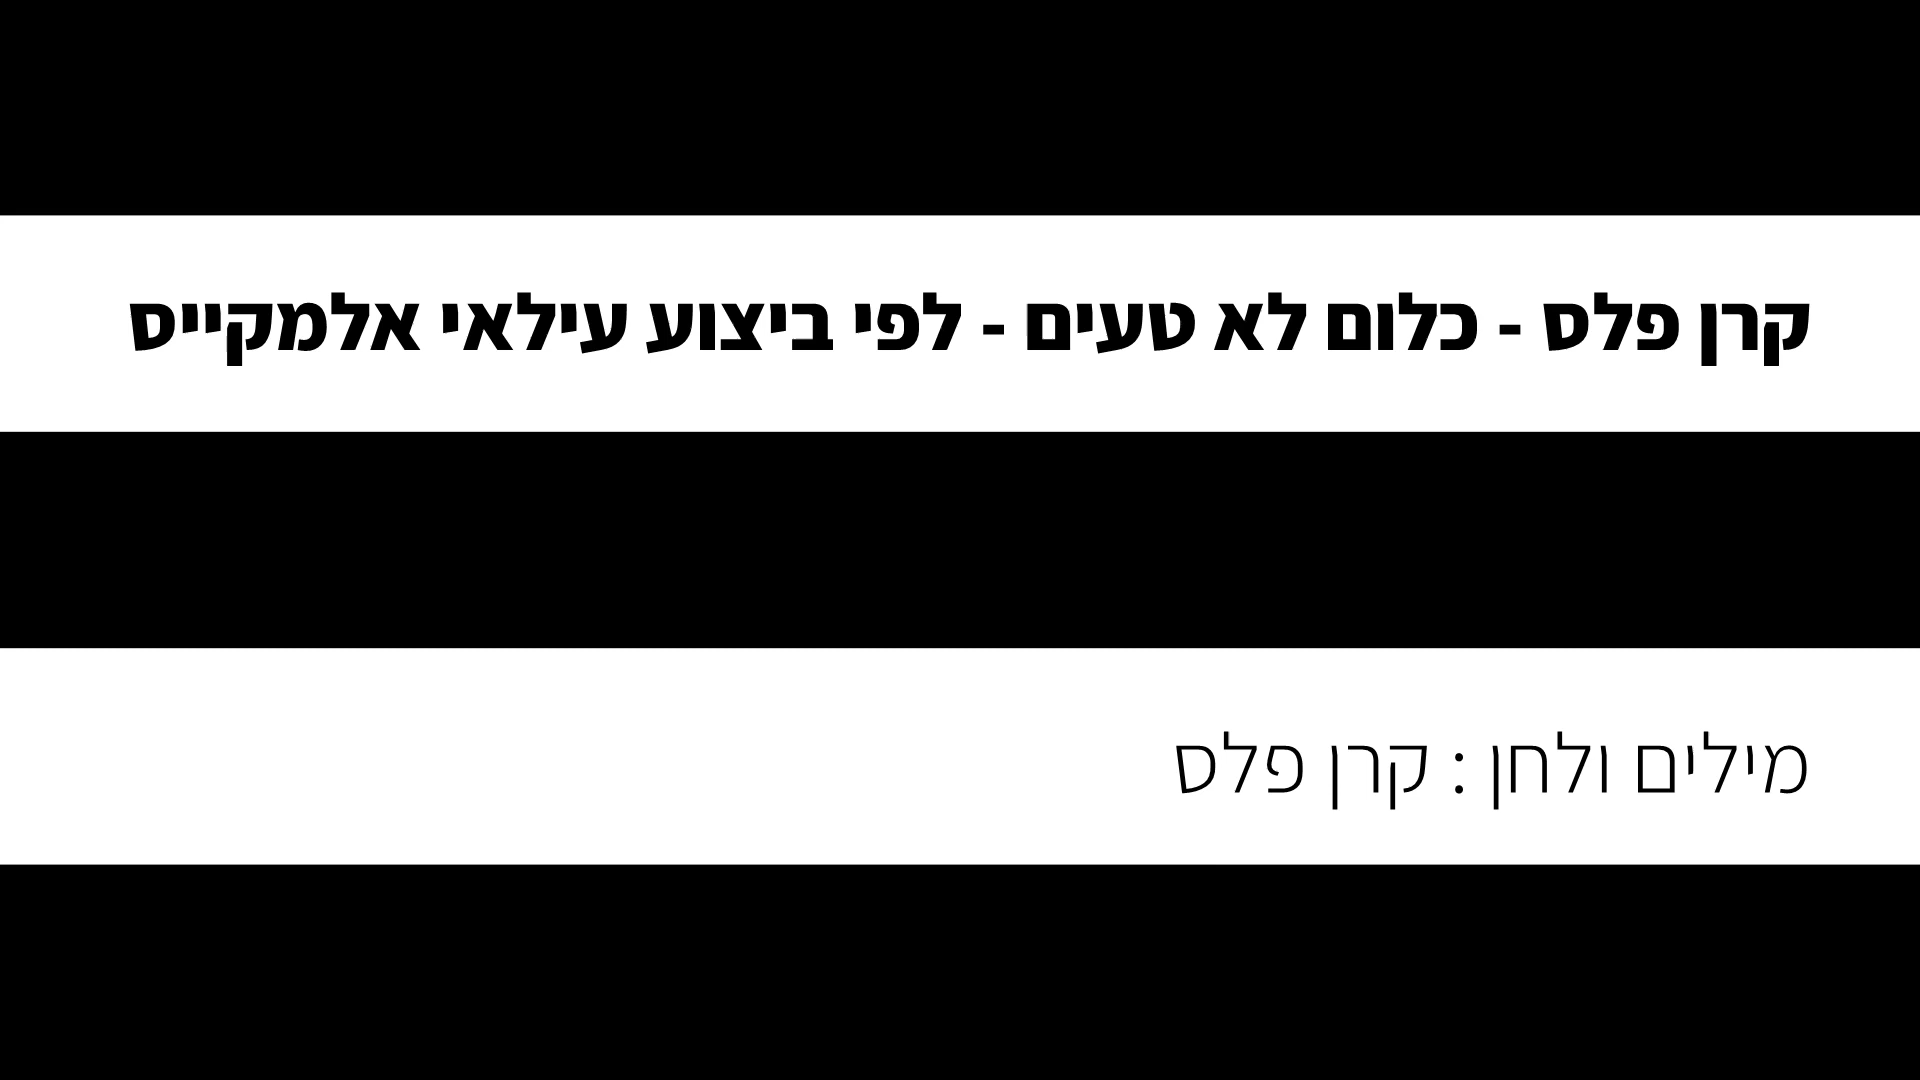 קרן פלס - כלום לא טעים - לפי ביצוע עילאי אלמקייס
מילים ולחן : קרן פלס